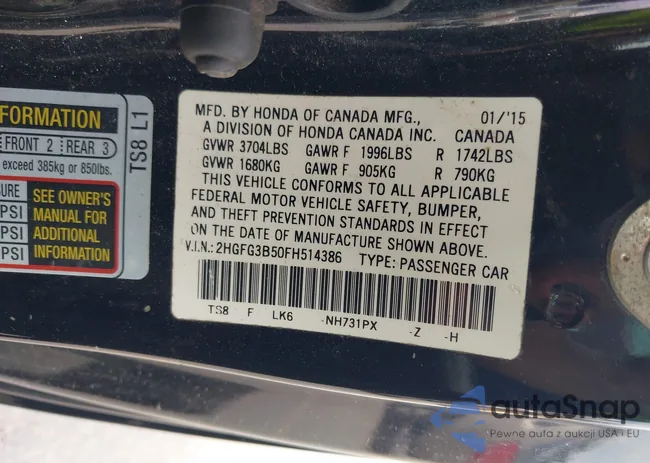 FORMATION
FRONT 2 REAR 3
exceed 385kg or 850lbs.
SURE
PSI
PSI
PSI
SEE OWNER'S
MANUAL FOR
ADDITIONAL
INFORMATION
TS8 L1
MFD. BY HONDA OF CANADA MFG., 01/'15
A DIVISION OF HONDA CANADA INC. CANADA
GVWR 3704LBS GAWR F 1996LBS R 1742LBS
GVWR 1680KG GAWR F 905KG R 790KG
THIS VEHICLE CONFORMS TO ALL APPLICABLE
FEDERAL MOTOR VEHICLE SAFETY, BUMPER,
AND THEFT PREVENTION STANDARDS IN EFFECT
ON THE DATE OF MANUFACTURE SHOWN ABOVE.
V.I.N.: 2HGFG3B50FH514386 TYPE: PASSENGER CAR
TS8 F LK6 -NH731PX -Z -H
autoSnap
Pewne auta z aukcji USA i EU